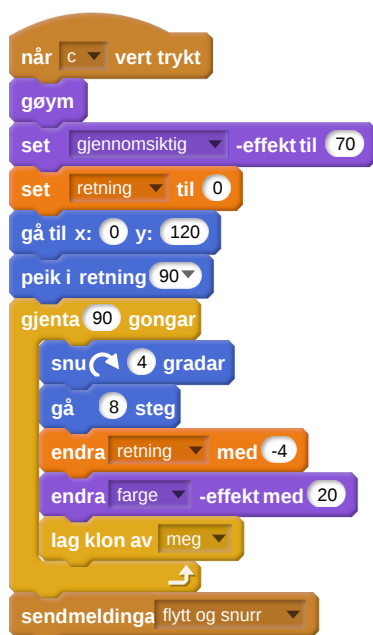 når c vert trykt
gøym
set gjennomsiktig -effekt til 70
set retning til 0
gå til x: 0 y: 120
peik i retning 90
gjenta 90 gongar
snu 4 gradar
gå 8 steg
endra retning med -4
endra farge -effekt med 20
lag klon av meg
sendmeldinga flytt og snurr